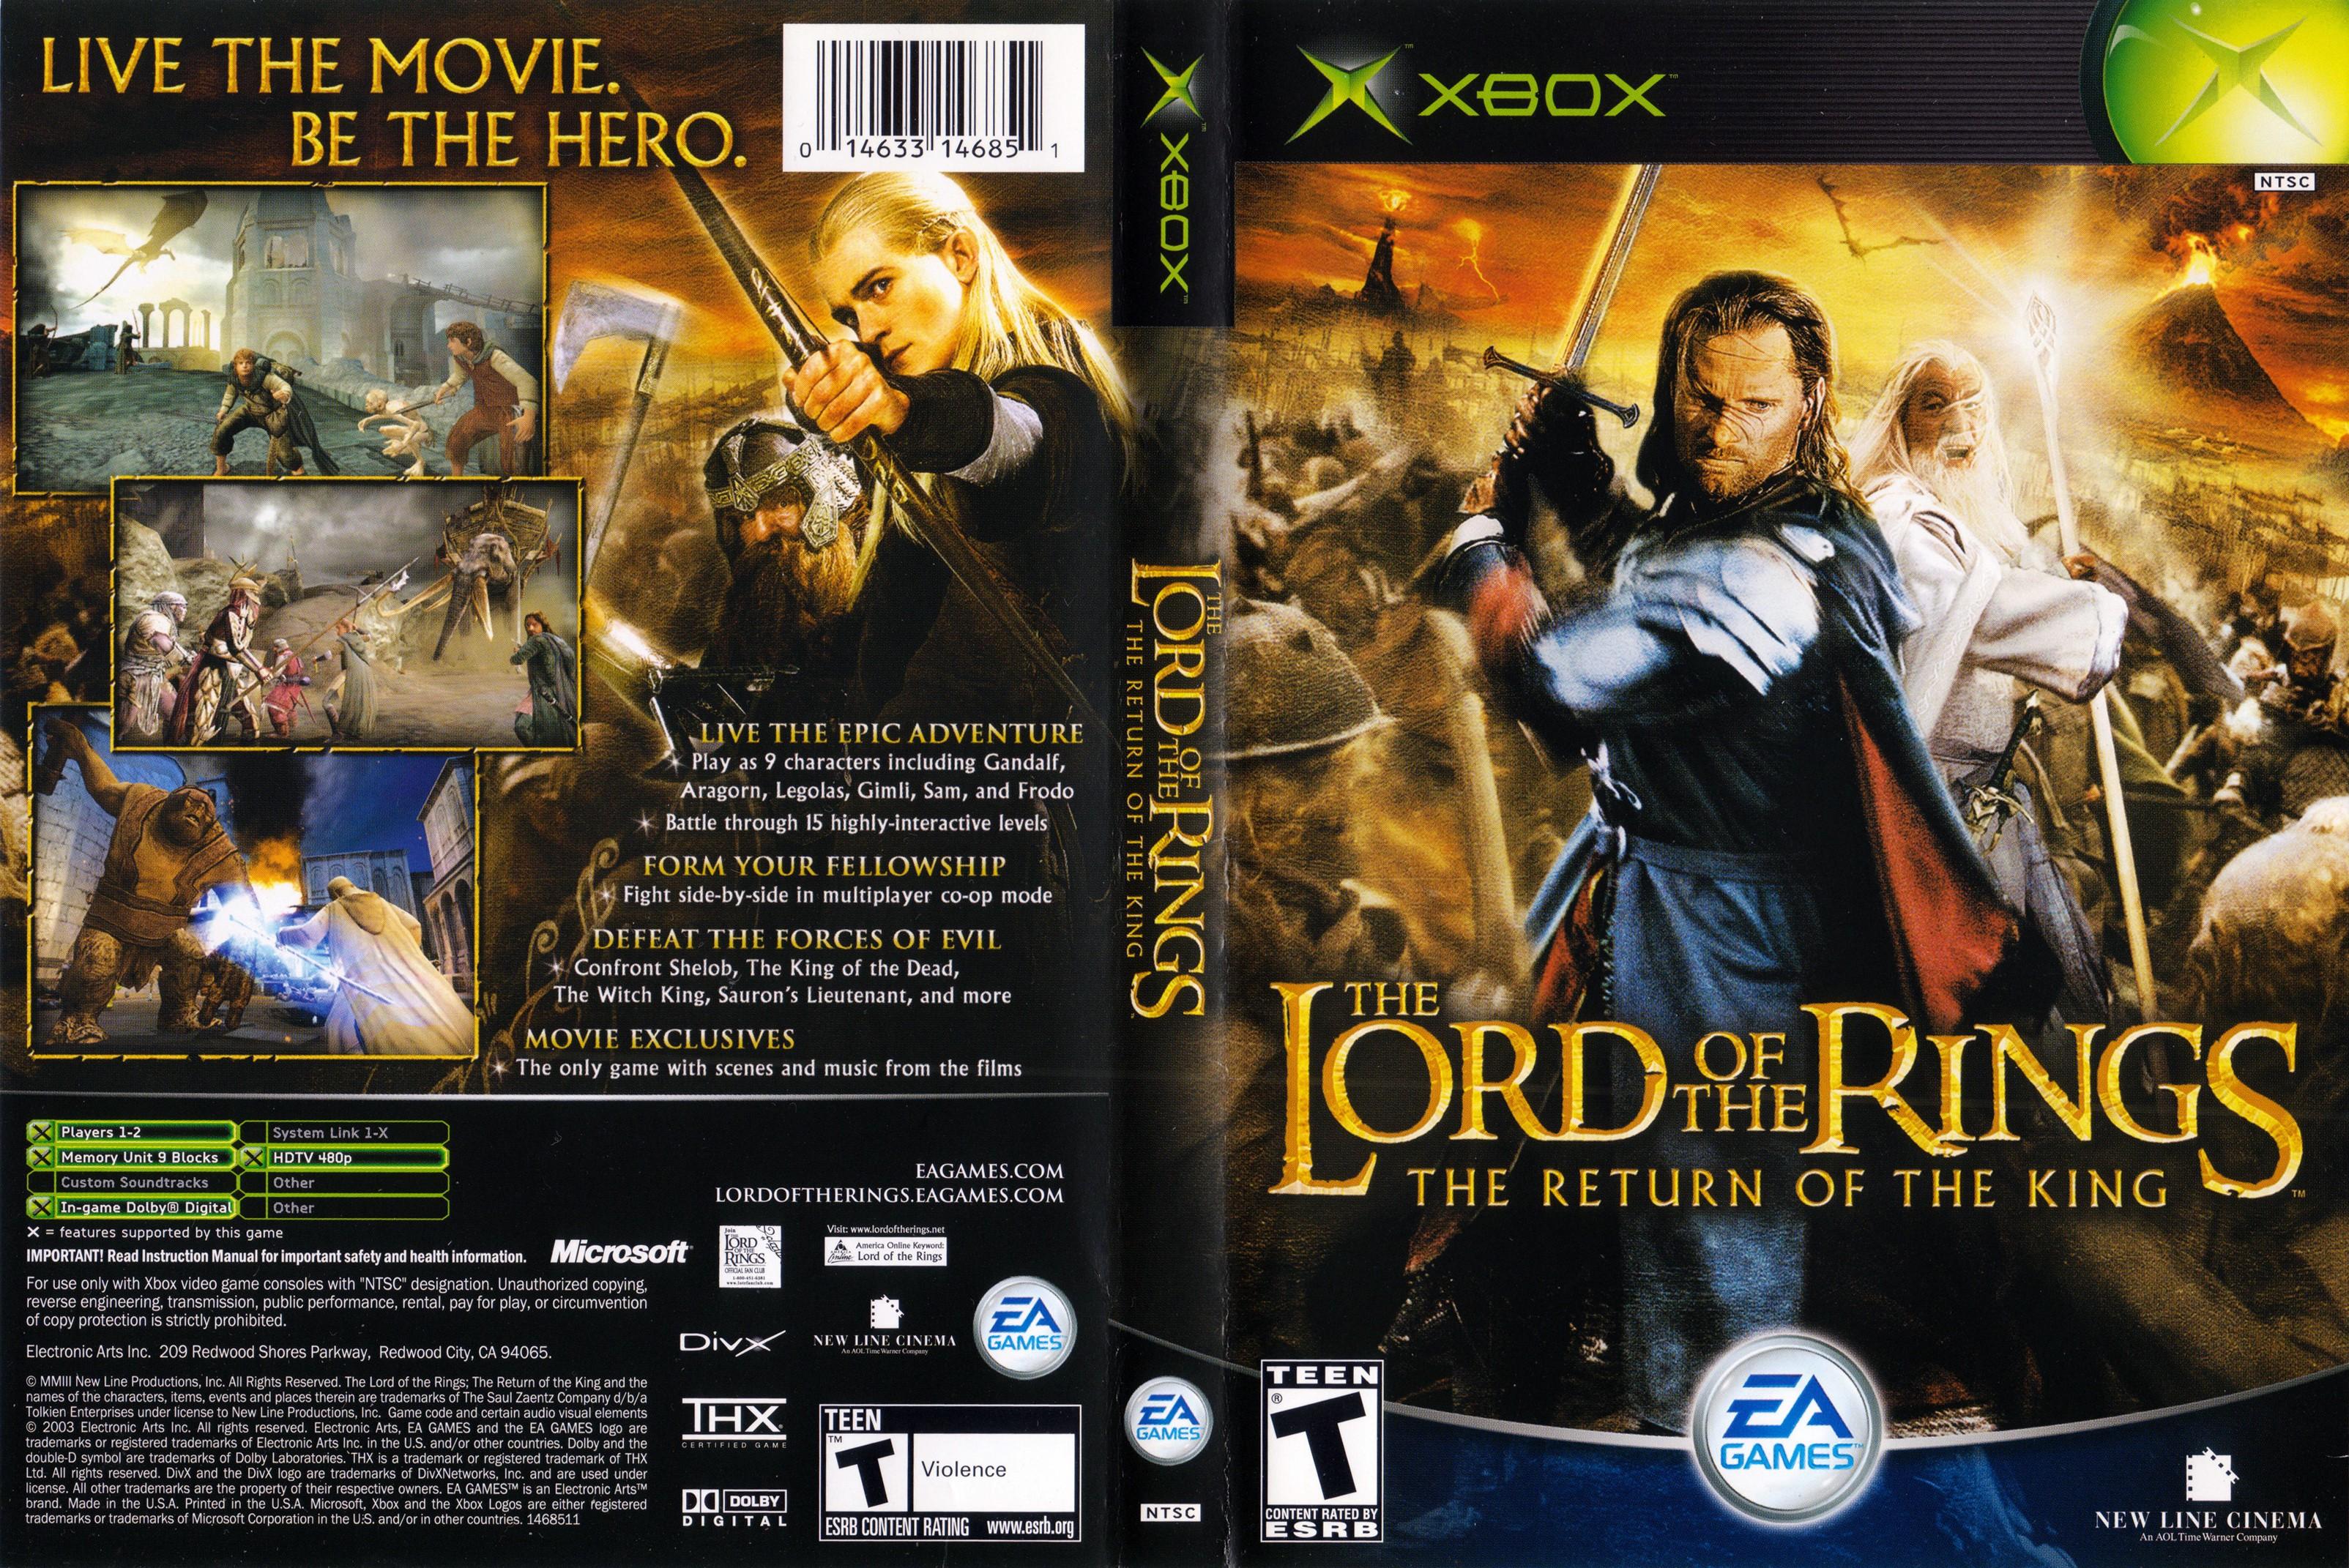 LIVE THE MOVIE.
BE THE HERO.
0 14633 14685 1
LIVE THE EPIC ADVENTURE
Play as 9 characters including Gandalf,
Aragorn, Legolas, Gimli, Sam, and Frodo
Battle through 15 highly-interactive levels
FORM YOUR FELLOWSHIP
Fight side-by-side in multiplayer co-op mode
DEFEAT THE FORCES OF EVIL
Confront Shelob, The King of the Dead,
The Witch King, Sauron's Lieutenant, and more
MOVIE EXCLUSIVES
The only game with scenes and music from the films
Players 1-2
System Link 1-X
Memory Unit 9 Blocks
HDTV 480p
Custom Soundtracks
Other
In-game Dolby® Digital
Other
X = features supported by this game
IMPORTANT! Read Instruction Manual for important safety and health information.
For use only with Xbox video game consoles with "NTSC" designation. Unauthorized copying,
reverse engineering, transmission, public performance, rental, pay for play, or circumvention
of copy protection is strictly prohibited.
Electronic Arts Inc. 209 Redwood Shores Parkway, Redwood City, CA 94065.
© MMIII New Line Productions, Inc. All Rights Reserved. The Lord of the Rings; The Return of the King and the
names of the characters, items, events and places therein are trademarks of The Saul Zaentz Company d/b/a
Tolkien Enterprises under license to New Line Productions, Inc. Game code and certain audio visual elements
© 2003 Electronic Arts Inc. All rights reserved. Electronic Arts, EA GAMES and the EA GAMES logo are
trademarks or registered trademarks of Electronic Arts Inc. in the U.S. and/or other countries. Dolby and the
double-D symbol are trademarks of Dolby Laboratories. THX is a trademark or registered trademark of THX
Ltd. All rights reserved. DivX and the DivX logo are trademarks of DivXNetworks, Inc. and are used under
license. All other trademarks are the property of their respective owners. EA GAMES™ is an Electronic Arts™
brand. Made in the U.S.A. Printed in the U.S.A. Microsoft, Xbox and the Xbox Logos are either registered
trademarks or trademarks of Microsoft Corporation in the U.S. and/or in other countries. 1468511
EAGAMES.COM
LORDOFTHERINGS.EAGAMES.COM
Microsoft
Join
THE
LORD
OF THE
RINGS
OFFICIAL FAN CLUB
Visit: www.lordoftherings.net
America Online Keyword:
Lord of the Rings
DivX
NEW LINE CINEMA
An AOL Time Warner Company
EA
GAMES
THX
CERTIFIED GAME
DOLBY
DIGITAL
TEEN
T™
Violence
ESRB CONTENT RATING www.esrb.org
XBOX™
THE
LORD OF THE RINGS
THE RETURN OF THE KING
EA
GAMES
NTSC
XBOX™
NTSC
THE
LORD OF THE RINGS™
THE RETURN OF THE KING
TEEN
T®
CONTENT RATED BY
ESRB
EA
GAMES™
NEW LINE CINEMA
An AOL Time Warner Company